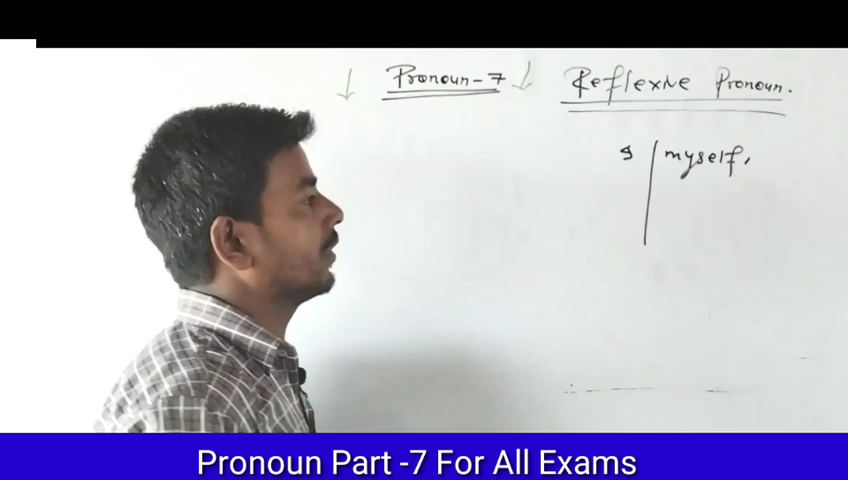 Pronoun-7
Reflexive Pronoun.
I | myself,
Pronoun Part -7 For All Exams